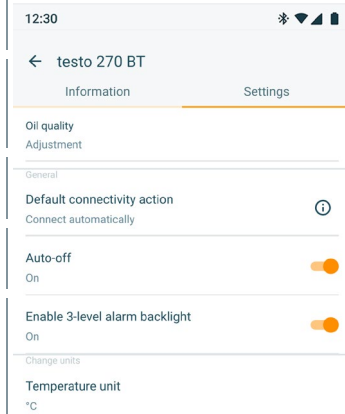 12:30
testo 270 BT
Information
Settings
Oil quality
Adjustment
General
Default connectivity action
Connect automatically
Auto-off
On
Enable 3-level alarm backlight
On
Change units
Temperature unit
°C